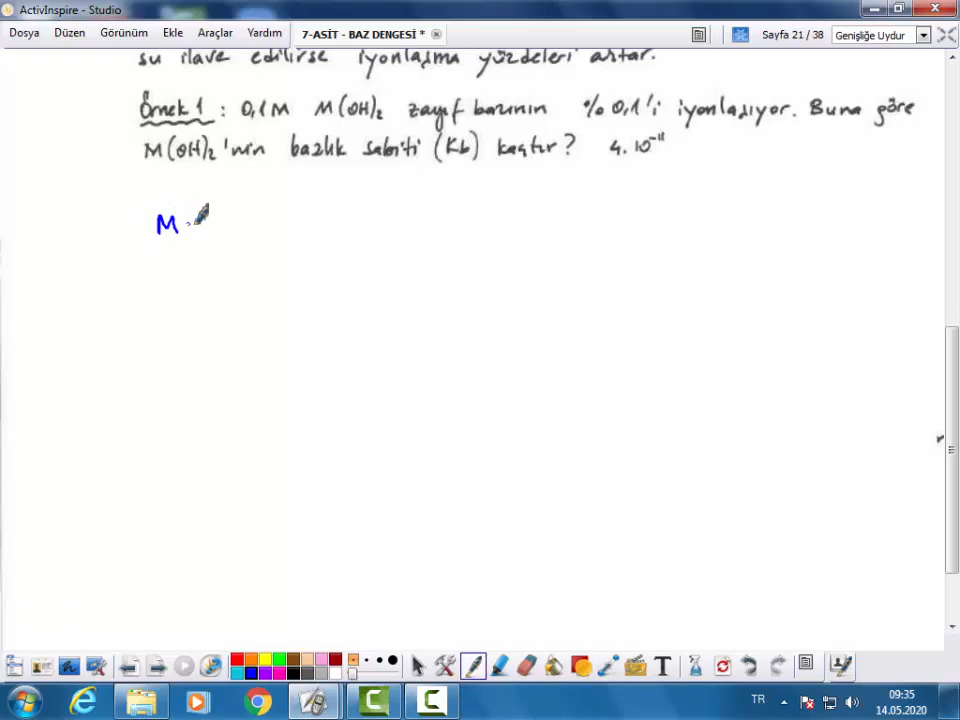 ActivInspire - Studio
Dosya Düzen Görünüm Ekle Araçlar Yardım 7-ASİT - BAZ DENGESİ * Sayfa 21 / 38 Genişliğe Uydur
su ilave edilirse iyonlaşma yüzdeleri artar.
Örnek 1 : 0,1 M M(OH)₂ zayıf bazının % 0,1'i iyonlaşıyor. Buna göre
M(OH)₂'nin bazlık sabiti (Kb) kaçtır? 4.10⁻¹¹
M
TR 09:35
14.05.2020